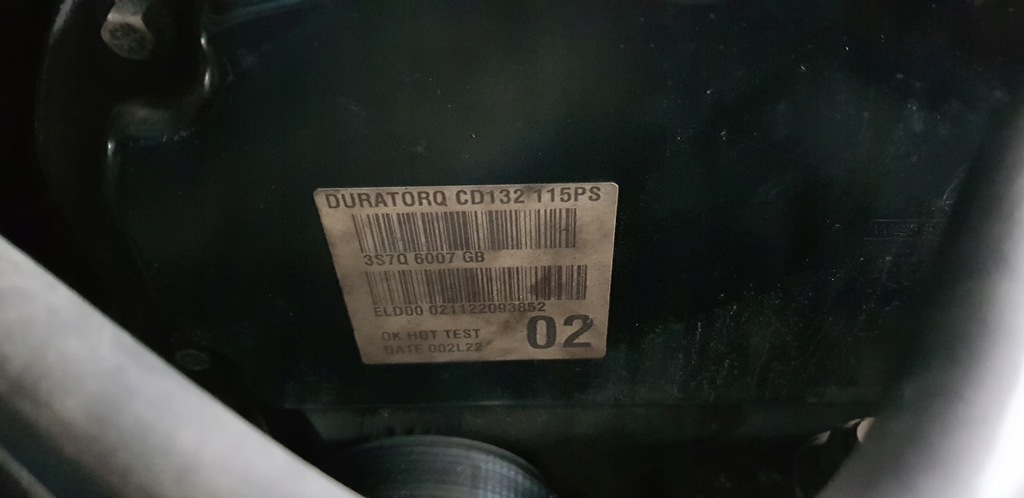 DURATORQ CD132 115PS
3S7Q 6007 GB
ELD00 021122093852
OK HOT TEST
DATE 002L22
02